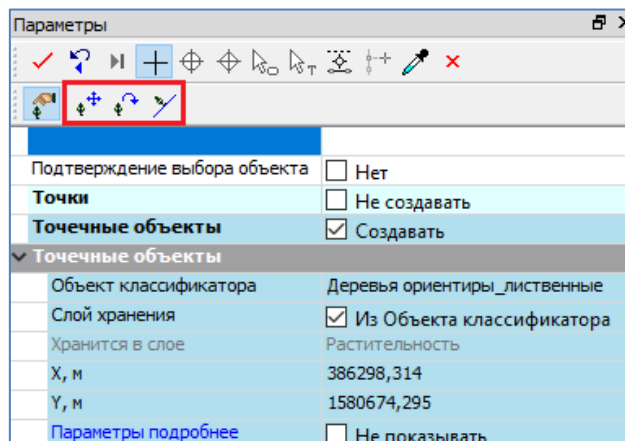 Параметры
Подтверждение выбора объекта Нет
Точки Не создавать
Точечные объекты Создавать
Точечные объекты
Объект классификатора Деревья ориентиры_лиственные
Слой хранения Из Объекта классификатора
Хранится в слое Растительность
X, м 386298,314
Y, м 1580674,295
Параметры подробнее Не показывать